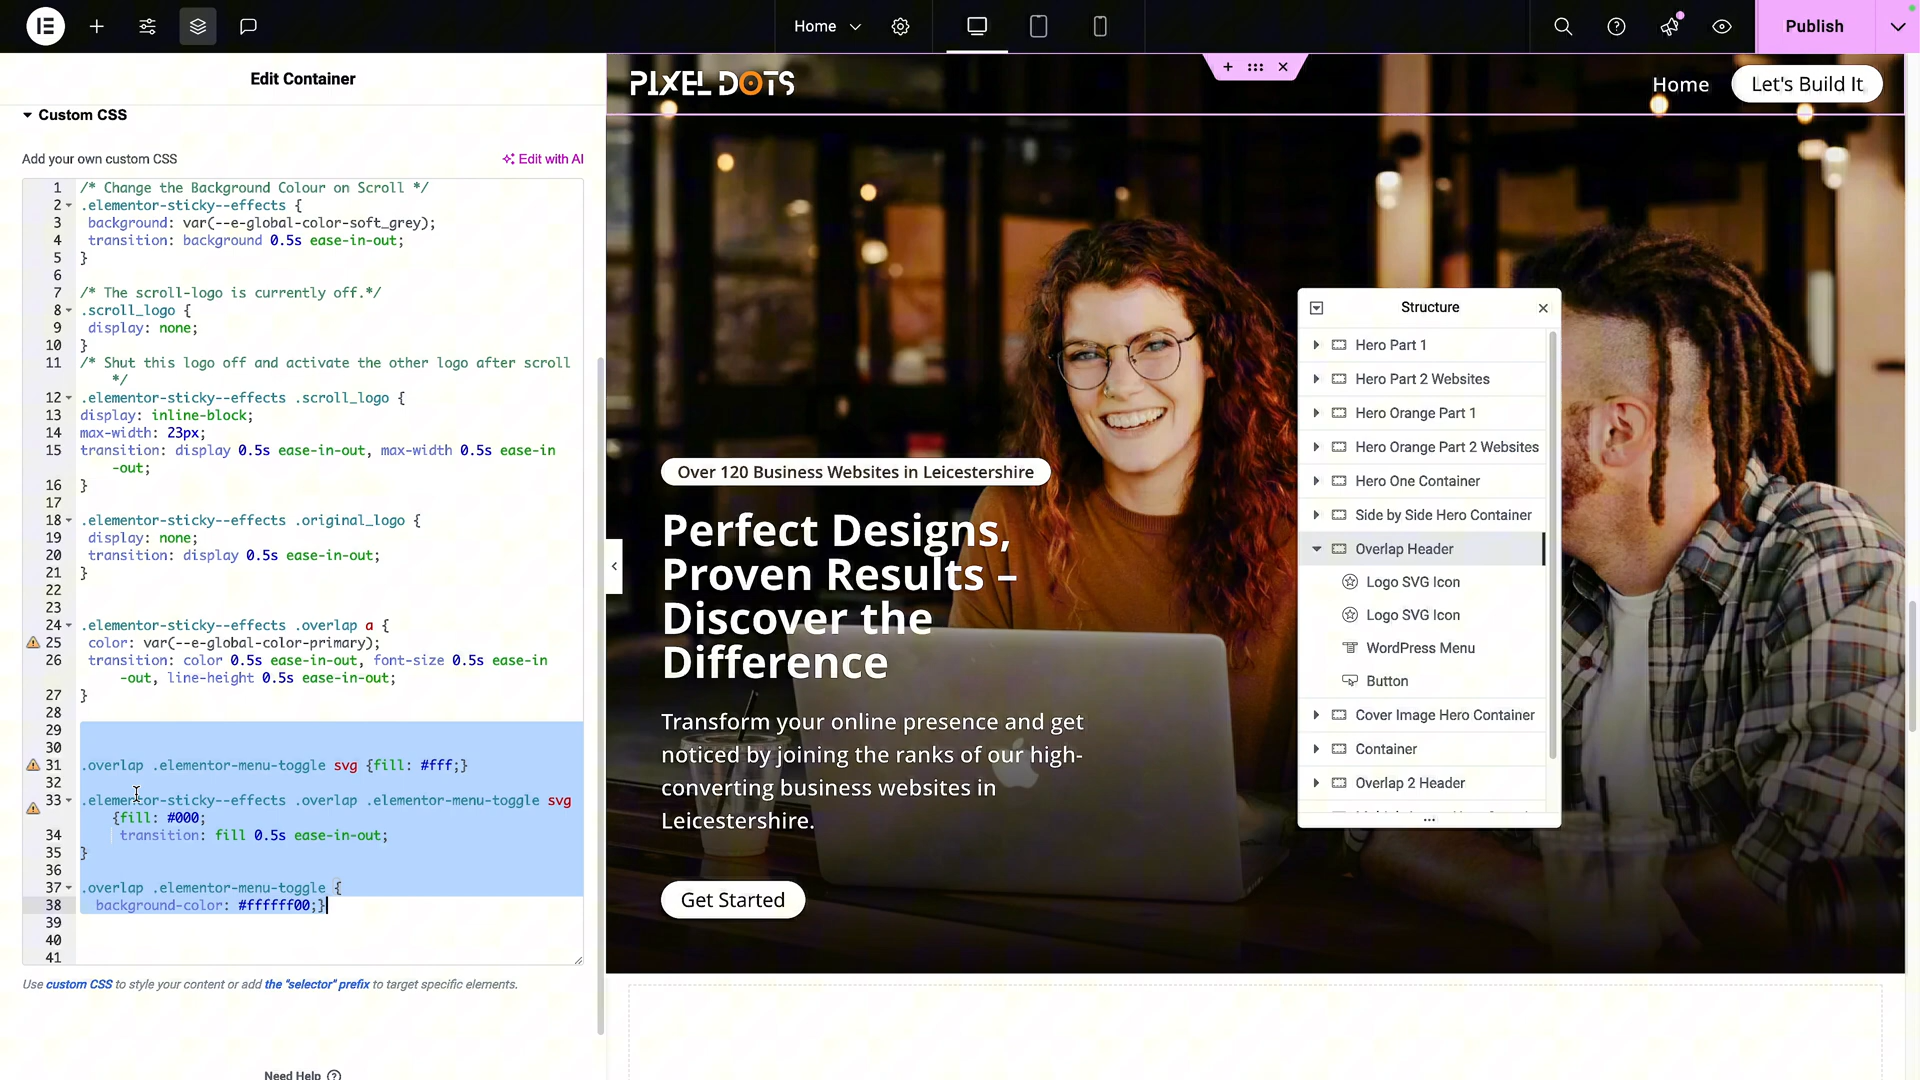 Home
Publish
Edit Container
Custom CSS
Add your own custom CSS
Edit with AI
1 /* Change the Background Colour on Scroll */
2 .elementor-sticky--effects {
3 background: var(--e-global-color-soft_grey);
4 transition: background 0.5s ease-in-out;
5 }
6
7 /* The scroll-logo is currently off.*/
8 .scroll_logo {
9 display: none;
10 }
11 /* Shut this logo off and activate the other logo after scroll
*/
12 .elementor-sticky--effects .scroll_logo {
13 display: inline-block;
14 max-width: 23px;
15 transition: display 0.5s ease-in-out, max-width 0.5s ease-in
-out;
16 }
17
18 .elementor-sticky--effects .original_logo {
19 display: none;
20 transition: display 0.5s ease-in-out;
21 }
22
23
24 .elementor-sticky--effects .overlap a {
25 color: var(--e-global-color-primary);
26 transition: color 0.5s ease-in-out, font-size 0.5s ease-in
-out, line-height 0.5s ease-in-out;
27 }
28
29
30
31 .overlap .elementor-menu-toggle svg {fill: #fff;}
32
33 .elementor-sticky--effects .overlap .elementor-menu-toggle svg
{fill: #000;
34 transition: fill 0.5s ease-in-out;
35 }
36
37 .overlap .elementor-menu-toggle {
38 background-color: #ffffff00;}
39
40
41
Use custom CSS to style your content or add the "selector" prefix to target specific elements.
Need Help
PIXEL DOTS
Home
Let's Build It
Over 120 Business Websites in Leicestershire
Perfect Designs,
Proven Results –
Discover the
Difference
Transform your online presence and get
noticed by joining the ranks of our high-
converting business websites in
Leicestershire.
Get Started
Structure
Hero Part 1
Hero Part 2 Websites
Hero Orange Part 1
Hero Orange Part 2 Websites
Hero One Container
Side by Side Hero Container
Overlap Header
Logo SVG Icon
Logo SVG Icon
WordPress Menu
Button
Cover Image Hero Container
Container
Overlap 2 Header